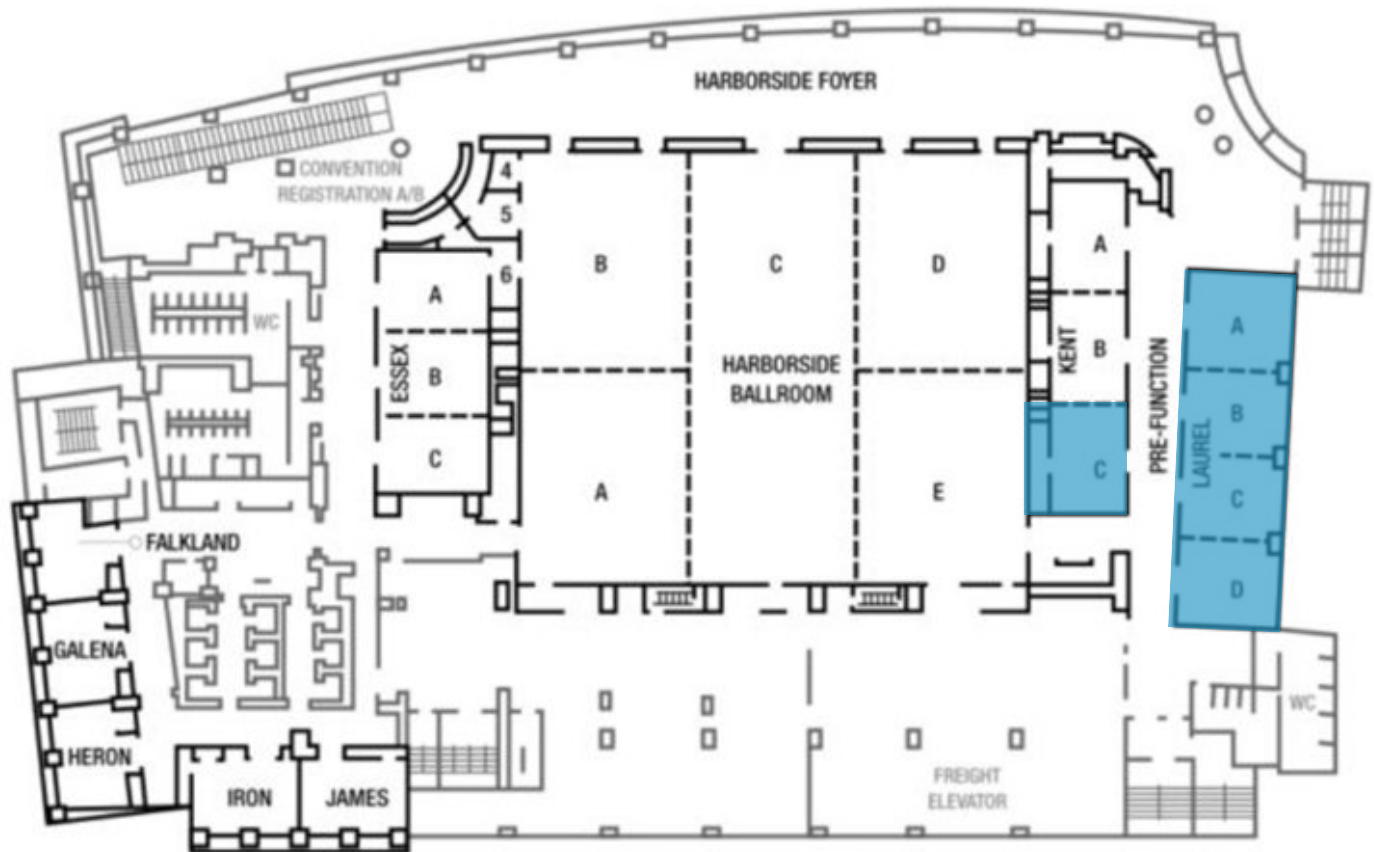 HARBORSIDE FOYER
CONVENTION
REGISTRATION A/B
4
5
6
B
C
D
A
A
A
WC
ESSEX
B
HARBORSIDE
BALLROOM
KENT
B
PRE-FUNCTION
LAUREL
B
C
A
E
C
C
D
FALKLAND
GALENA
HERON
IRON
JAMES
FREIGHT
ELEVATOR
WC